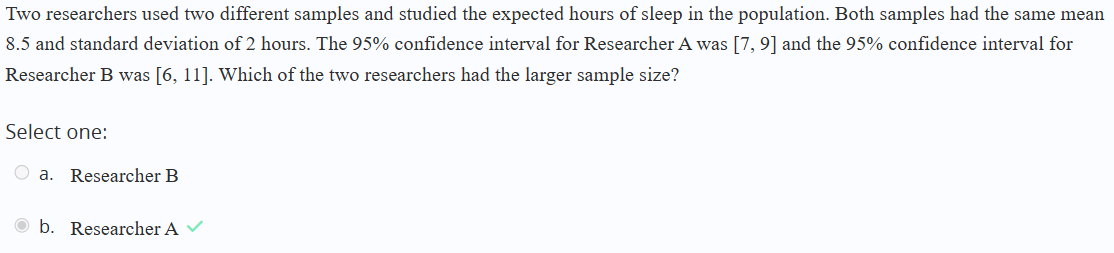 Two researchers used two different samples and studied the expected hours of sleep in the population. Both samples had the same mean
8.5 and standard deviation of 2 hours. The 95% confidence interval for Researcher A was [7, 9] and the 95% confidence interval for
Researcher B was [6, 11]. Which of the two researchers had the larger sample size?
Select one:
a. Researcher B
b. Researcher A ✓